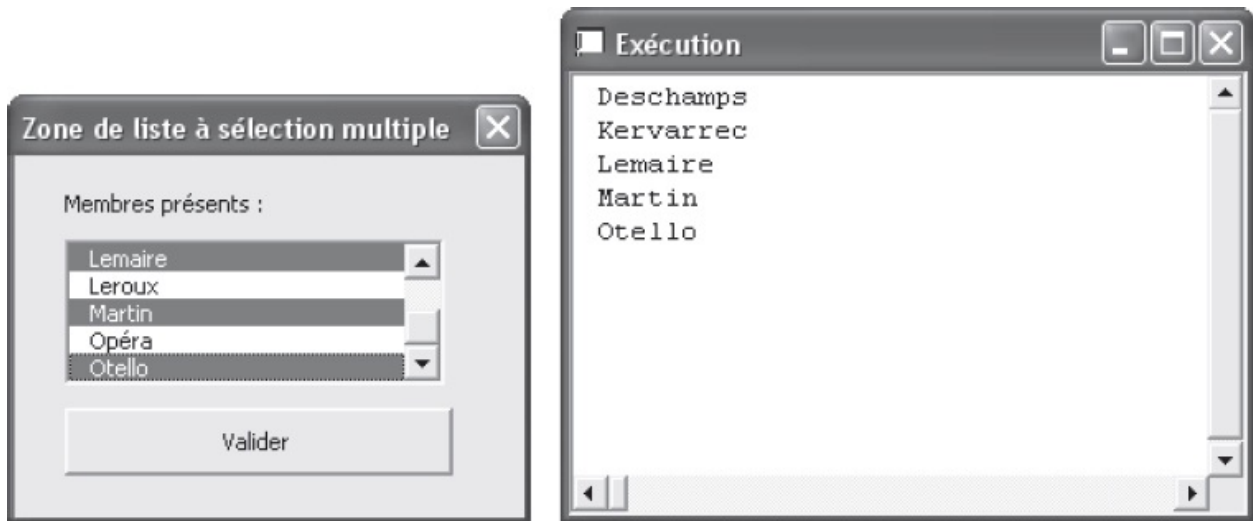 Zone de liste à sélection multiple
Membres présents :
Lemaire
Leroux
Martin
Opéra
Otello
Valider
Exécution
Deschamps
Kervarrec
Lemaire
Martin
Otello